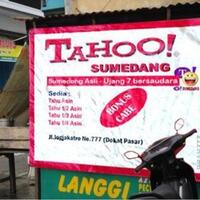 TAHOO!
SUMEDANG
Sumedang Asli - Ujang 7 bersaudara
Sedia:
Tahu Asin
Tahu 1/2 Asin
Tahu 1/3 Asin
Tahu 1/4 Asin
BONUS
CABE
Jl.Jagjakatre No.777 (Dekat Pasar)
LANGGI